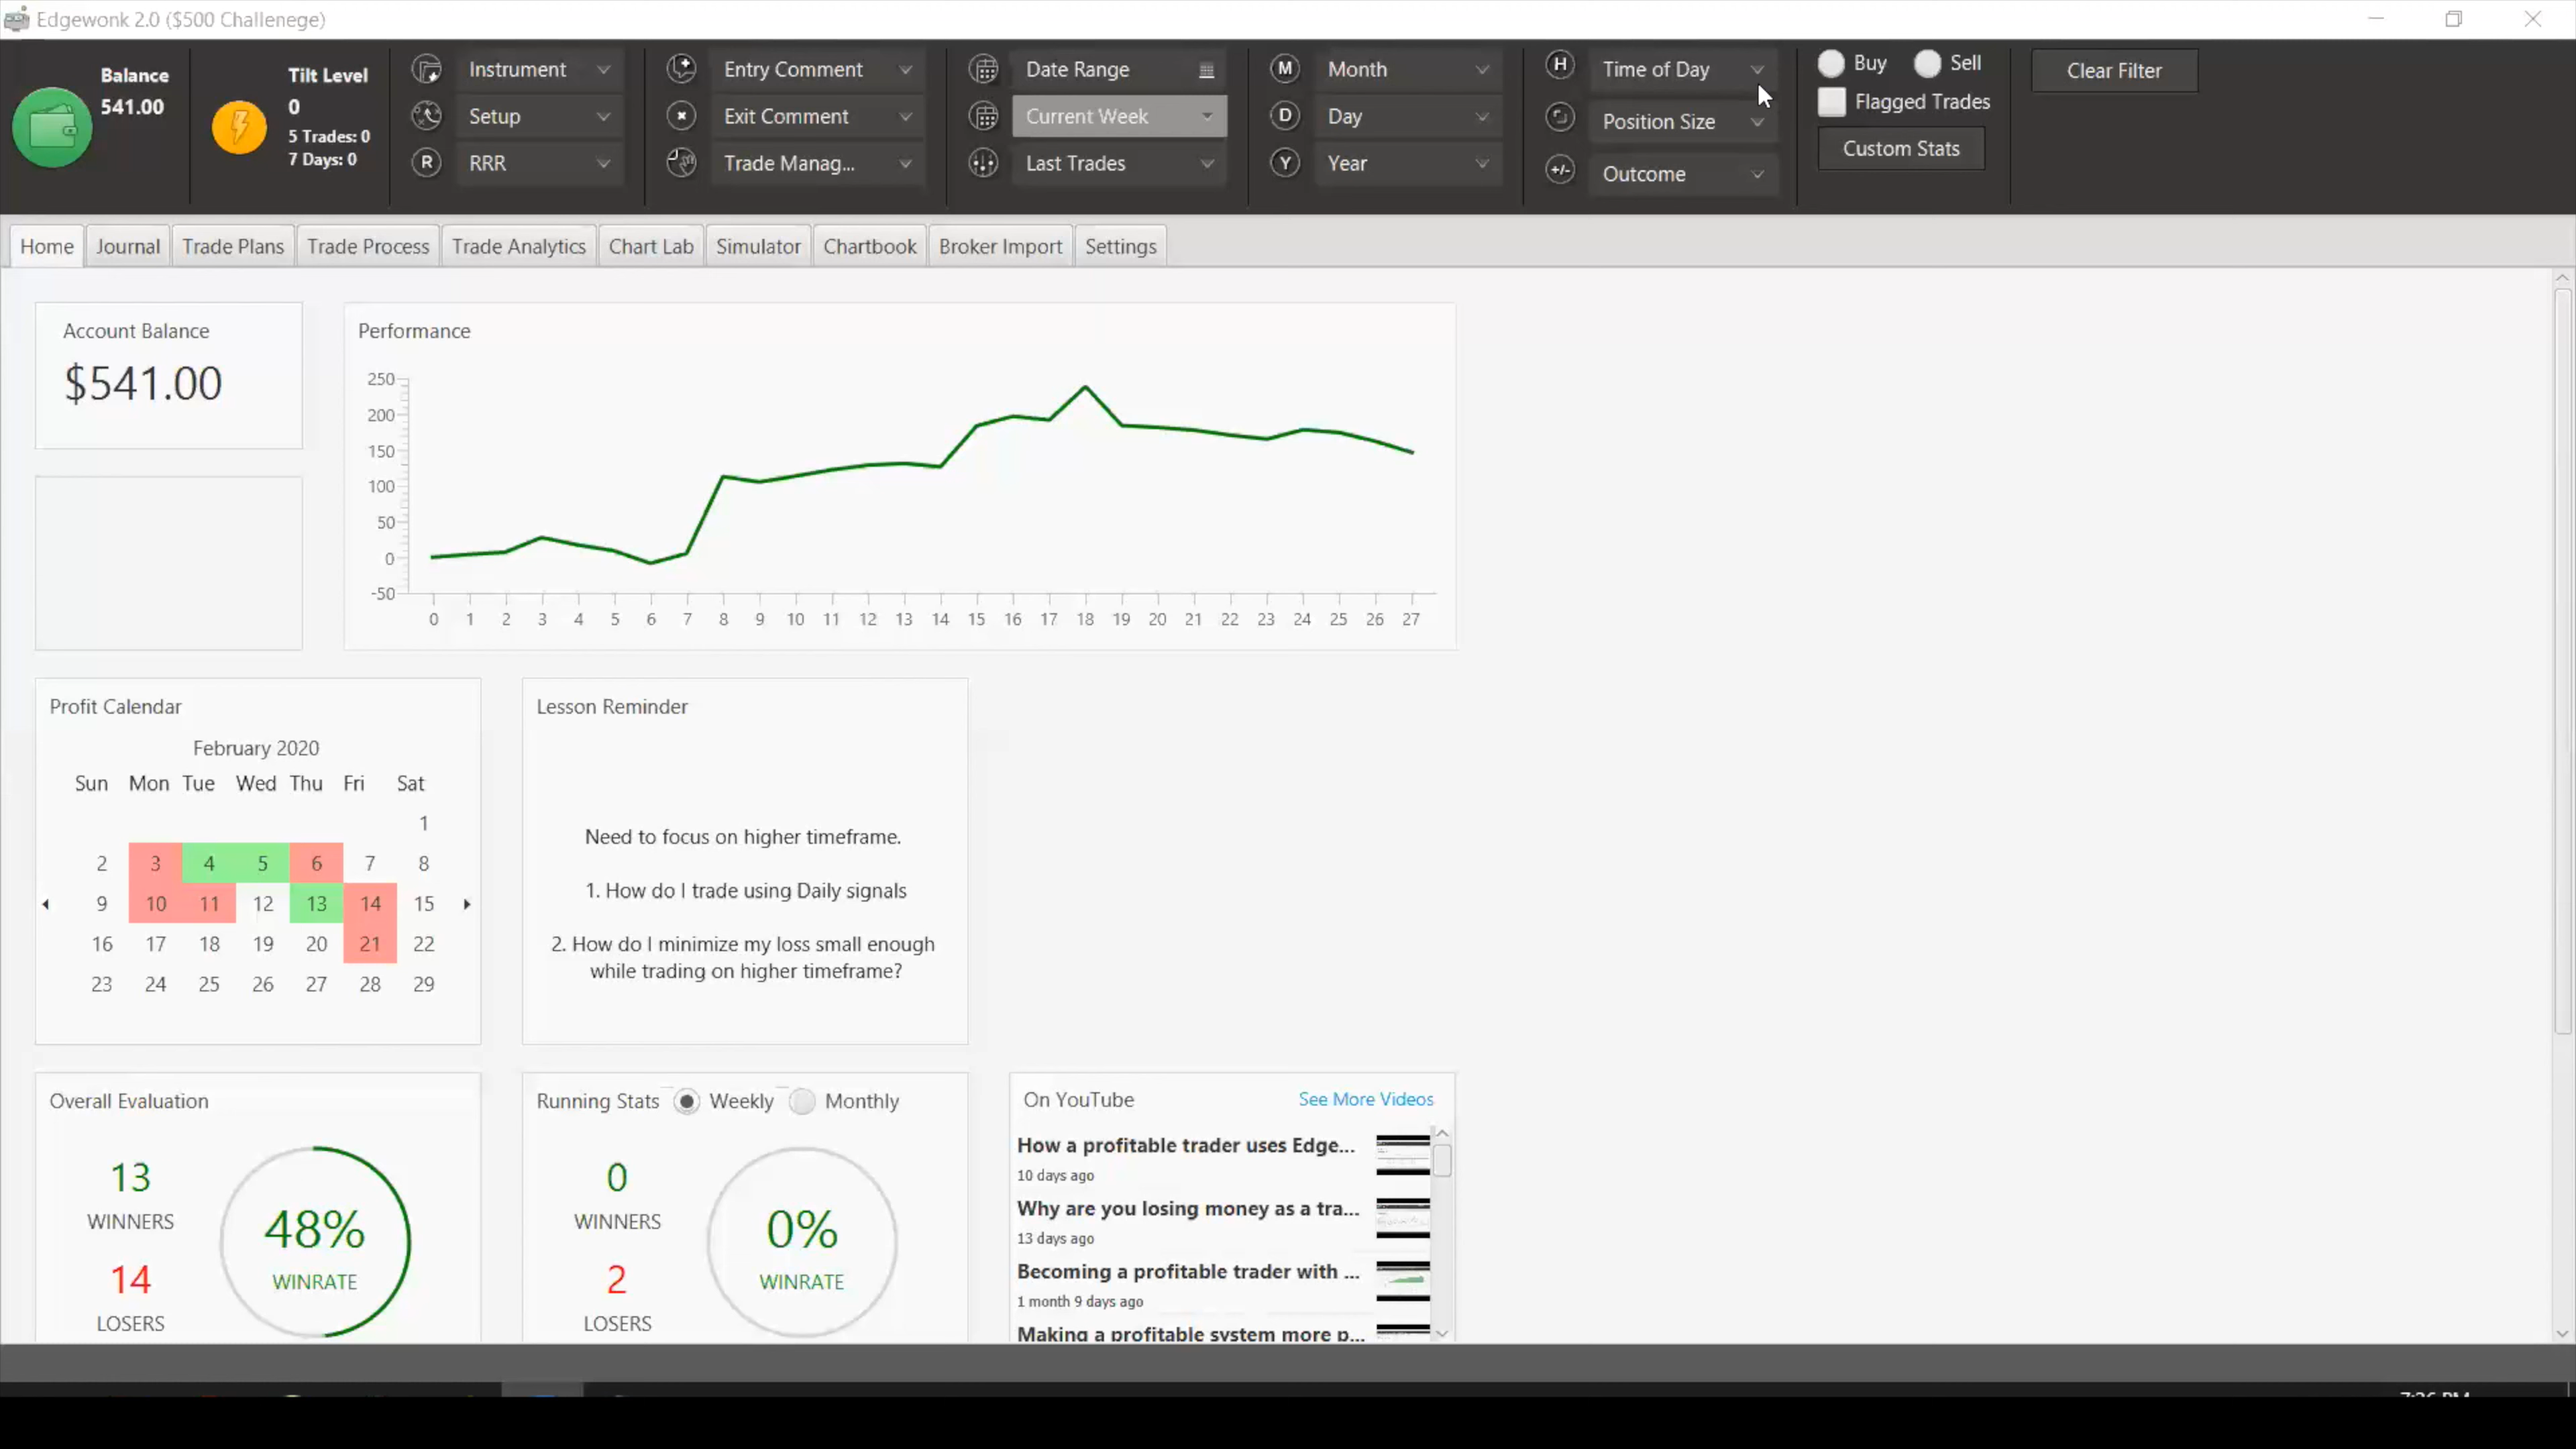 Edgewonk 2.0 ($500 Challenege)
Balance
541.00
Tilt Level
0
5 Trades: 0
7 Days: 0
Instrument
Setup
R RRR
Entry Comment
Exit Comment
Trade Manag...
Date Range
Current Week
Last Trades
M Month
D Day
Y Year
H Time of Day
Position Size
+/- Outcome
Buy Sell
Flagged Trades
Custom Stats
Clear Filter
Home Journal Trade Plans Trade Process Trade Analytics Chart Lab Simulator Chartbook Broker Import Settings
Account Balance
$541.00
Performance
250
200
150
100
50
0
-50
0 1 2 3 4 5 6 7 8 9 10 11 12 13 14 15 16 17 18 19 20 21 22 23 24 25 26 27
Profit Calendar
February 2020
Sun Mon Tue Wed Thu Fri Sat
1
2 3 4 5 6 7 8
9 10 11 12 13 14 15
16 17 18 19 20 21 22
23 24 25 26 27 28 29
Lesson Reminder
Need to focus on higher timeframe.
1. How do I trade using Daily signals
2. How do I minimize my loss small enough
while trading on higher timeframe?
Overall Evaluation
13
WINNERS
14
LOSERS
48%
WINRATE
Running Stats Weekly Monthly
0
WINNERS
2
LOSERS
0%
WINRATE
On YouTube See More Videos
How a profitable trader uses Edge...
10 days ago
Why are you losing money as a tra...
13 days ago
Becoming a profitable trader with ...
1 month 9 days ago
Making a profitable system more p...